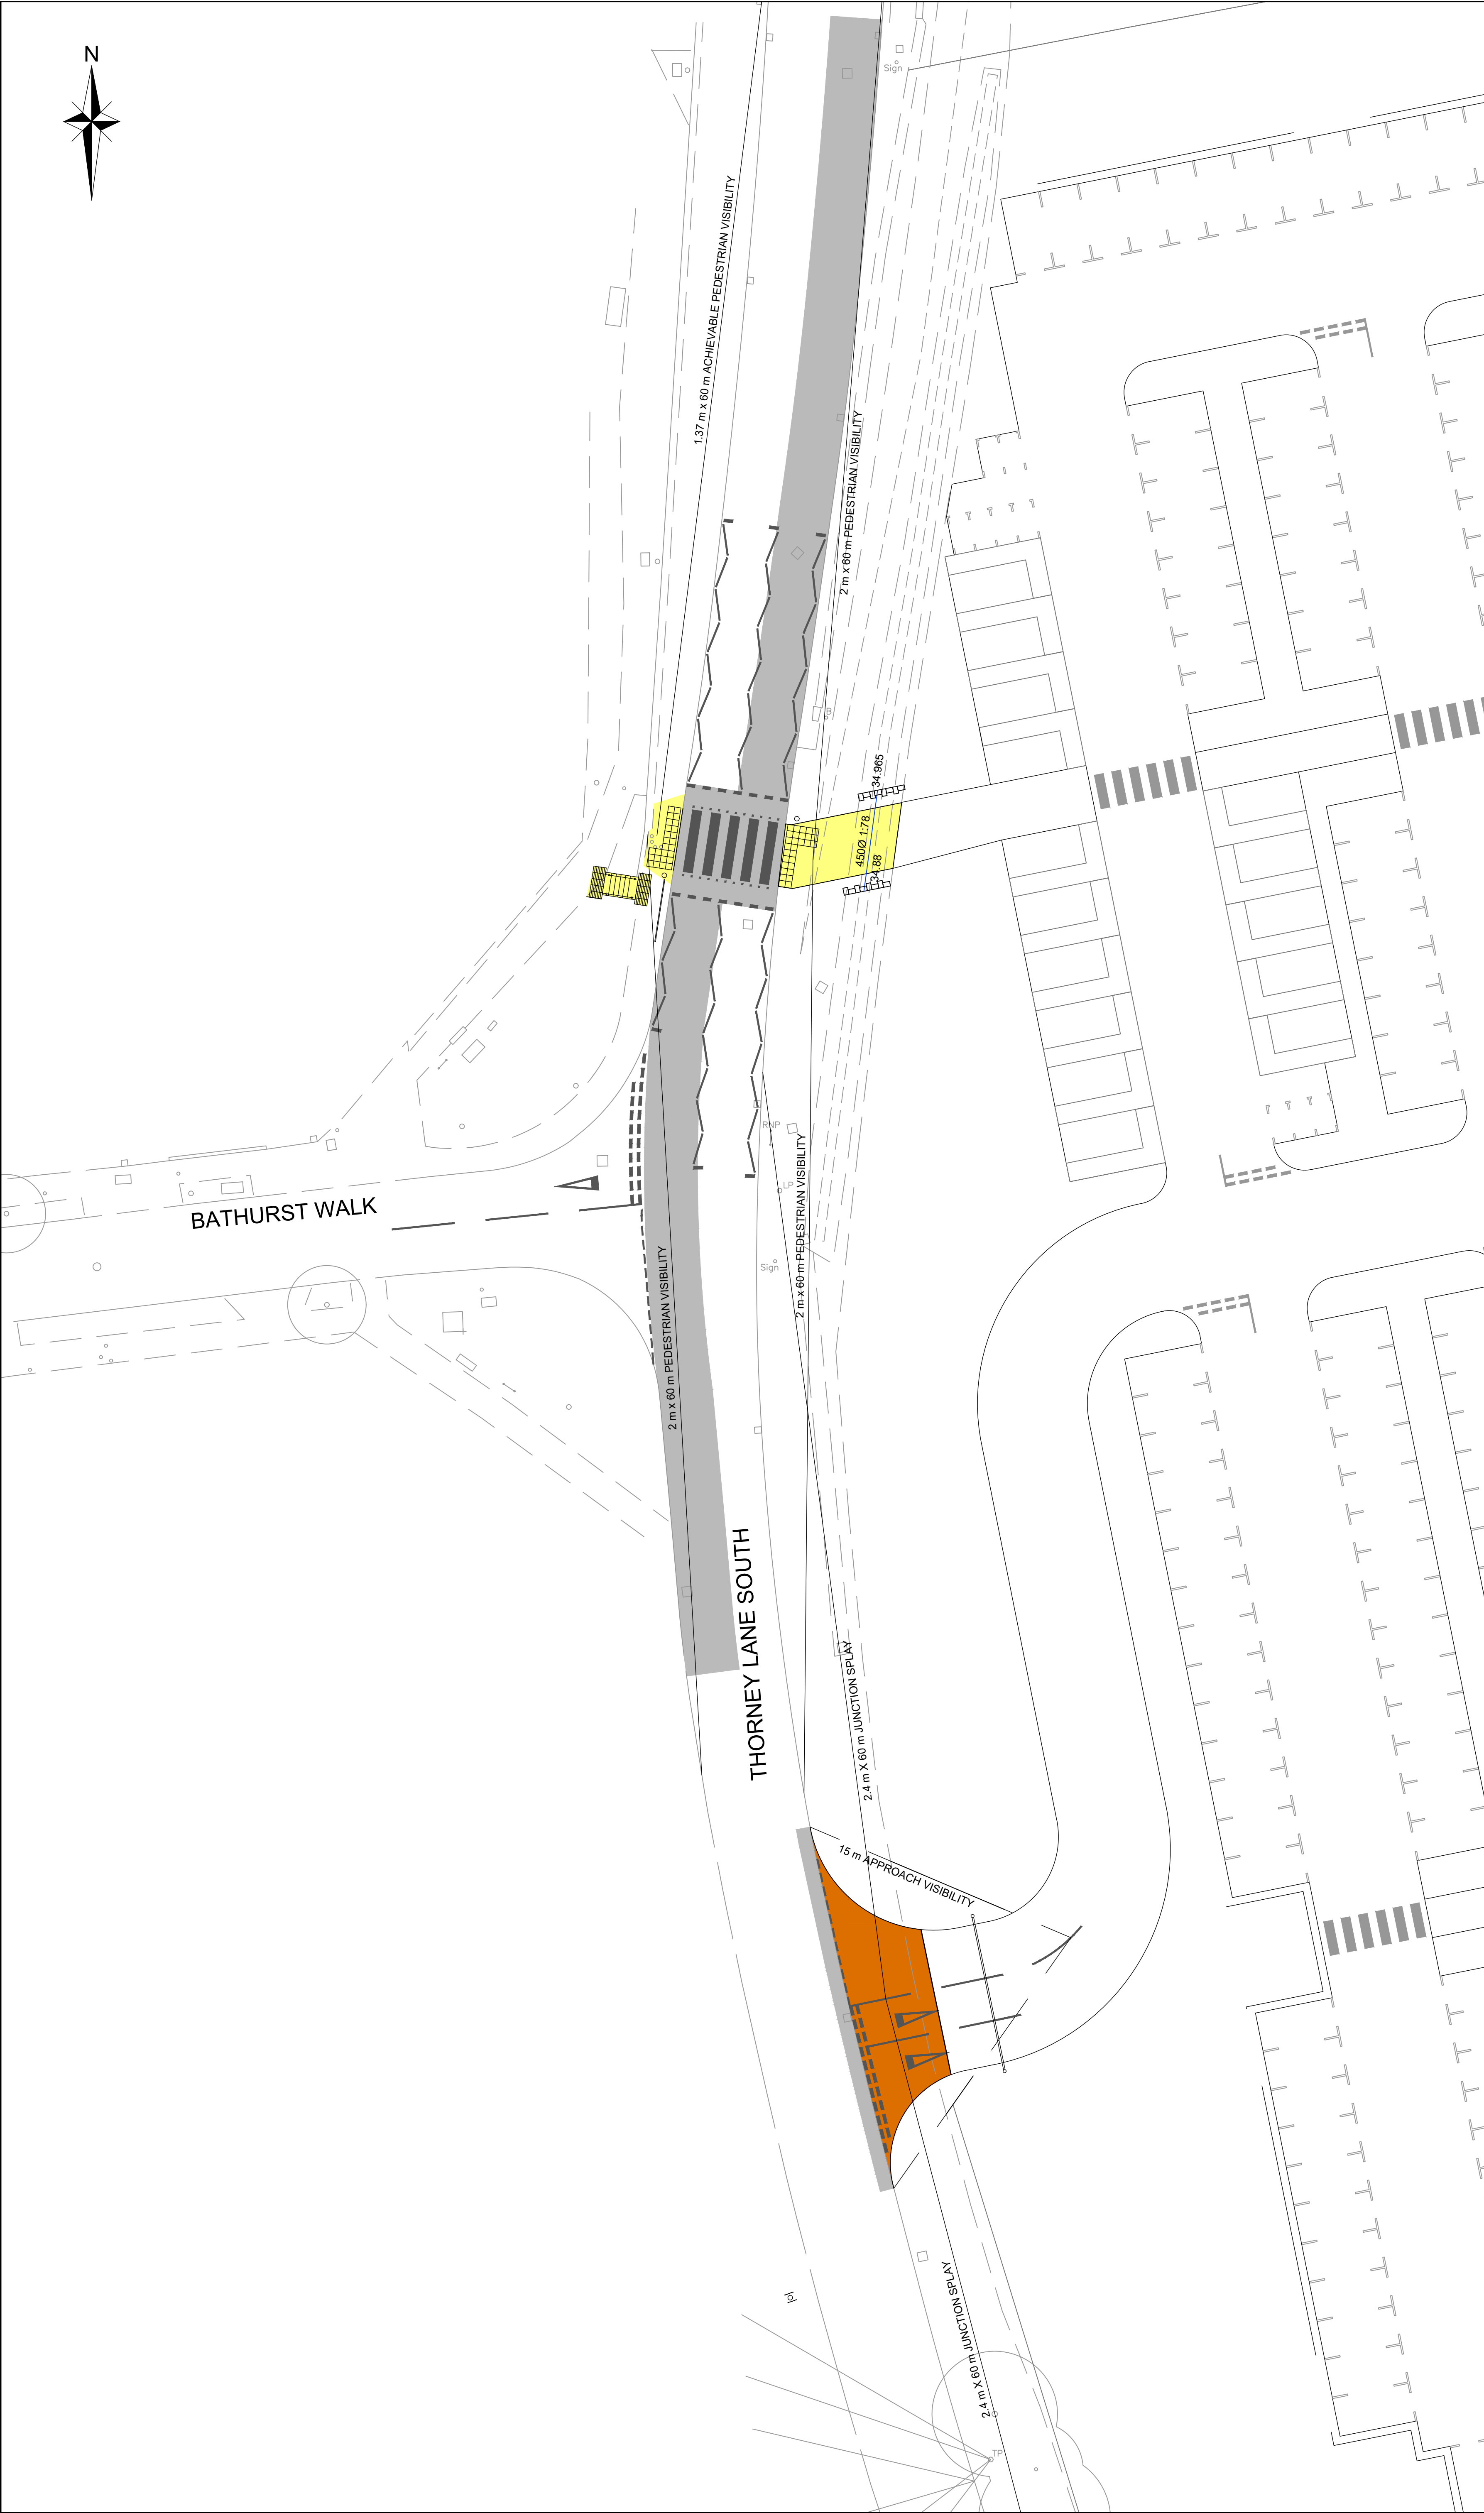 N
Sign
1.37 m x 60 m ACHIEVABLE PEDESTRIAN VISIBILITY
2 m x 60 m PEDESTRIAN VISIBILITY
B
34.965
450Ø 1:78
34.88
RNP
LP
BATHURST WALK
2 m x 60 m PEDESTRIAN VISIBILITY
2 m x 60 m PEDESTRIAN VISIBILITY
Sign
THORNEY LANE SOUTH
2.4 m X 60 m JUNCTION SPLAY
15 m APPROACH VISIBILITY
2.4 m X 60 m JUNCTION SPLAY
TP